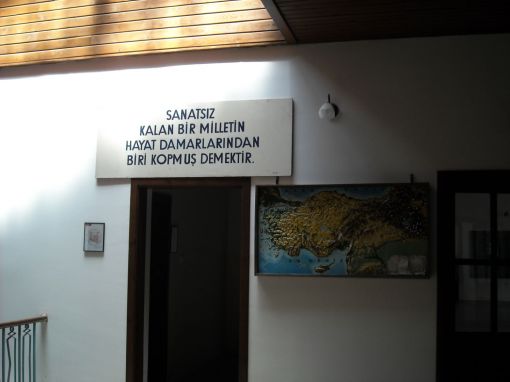 SANATSIZ
KALAN BİR MİLLETİN
HAYAT DAMARLARINDAN
BİRİ KOPMUŞ DEMEKTİR.